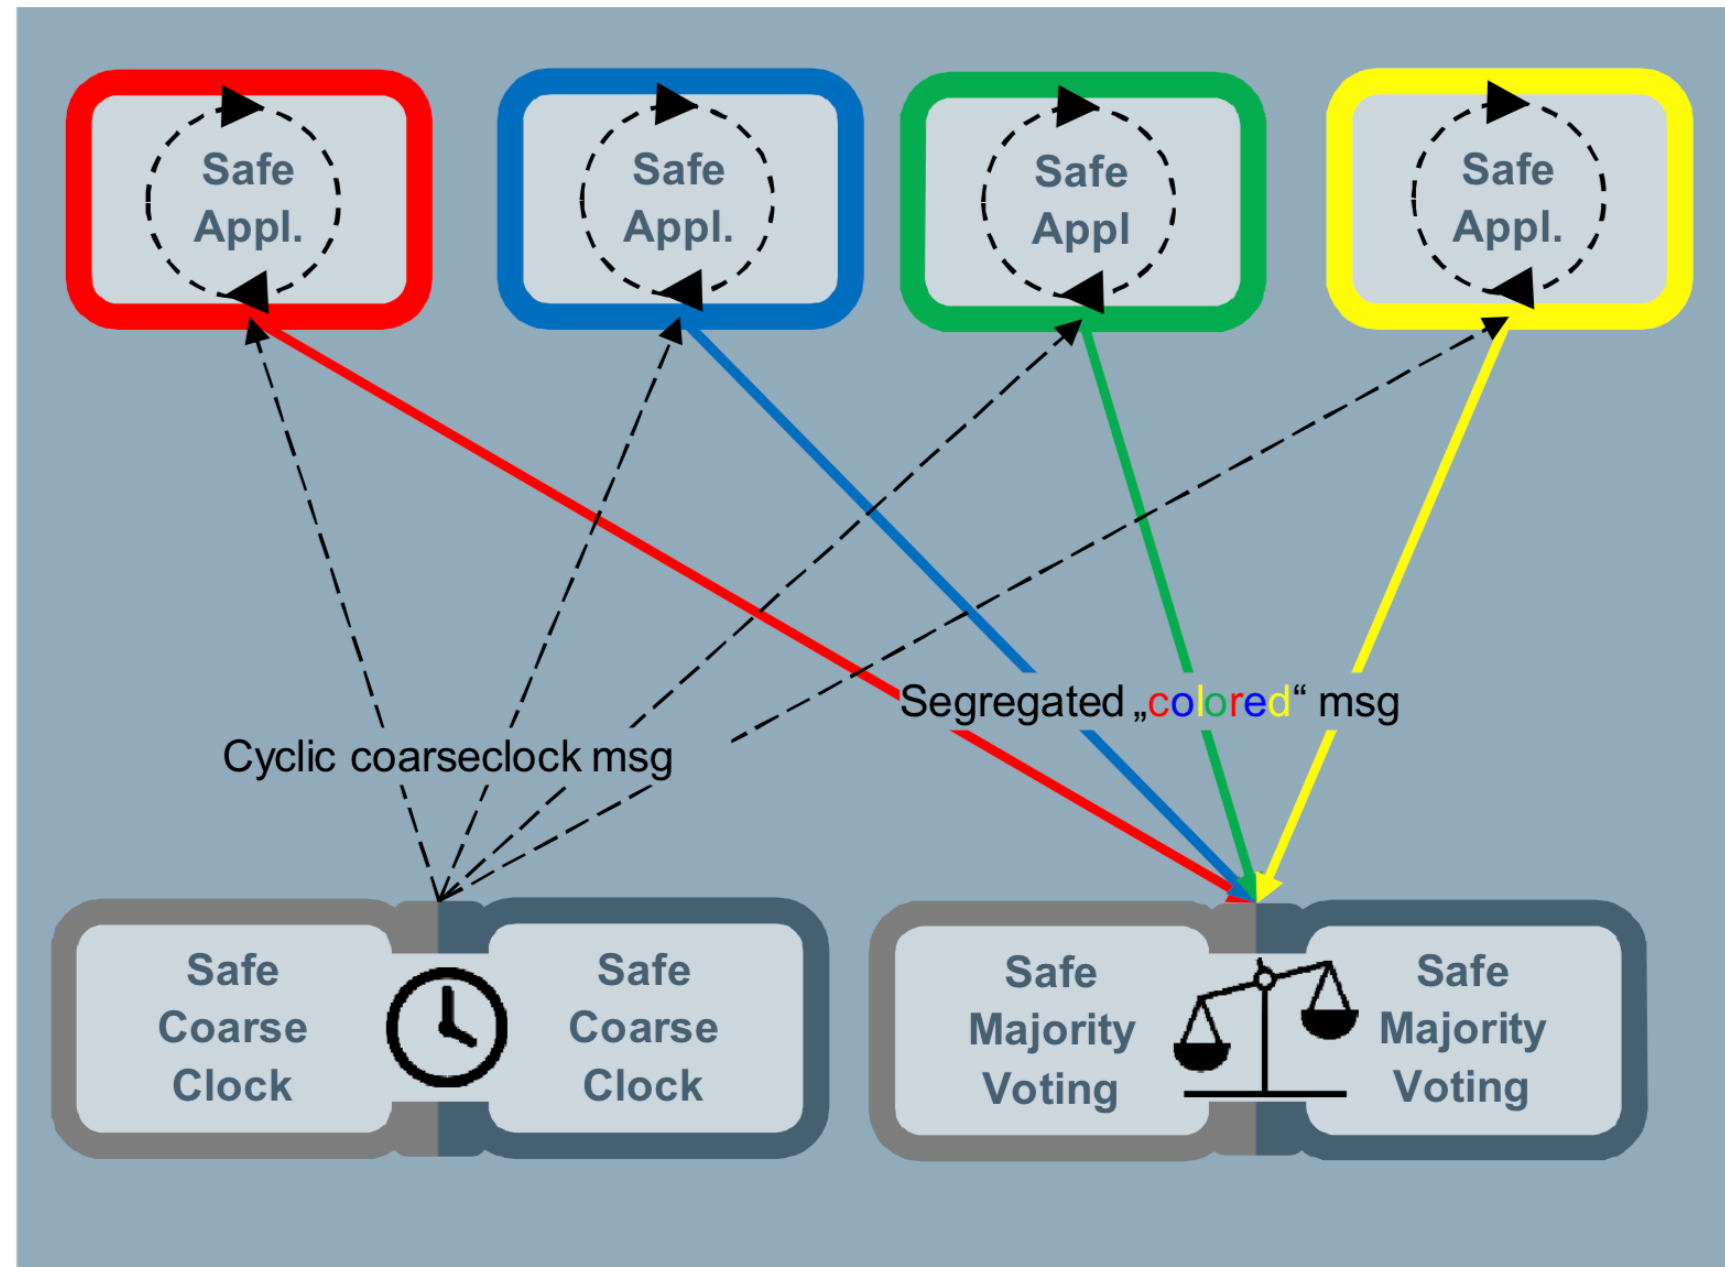 Safe
Appl.
Safe
Appl.
Safe
Appl
Safe
Appl.
Segregated „colored“ msg
Cyclic coarseclock msg
Safe
Coarse
Clock
Safe
Coarse
Clock
Safe
Majority
Voting
Safe
Majority
Voting